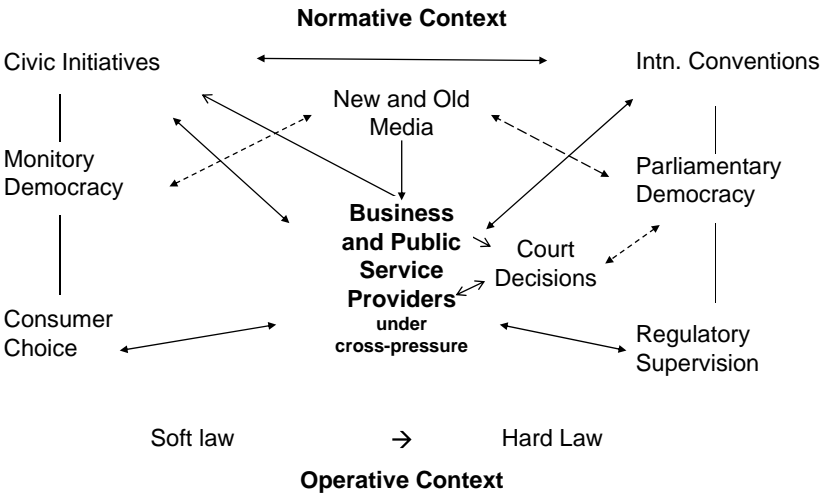 Normative Context
Civic Initiatives
Intn. Conventions
New and Old
Media
Monitory
Democracy
Parliamentary
Democracy
Business
and Public
Service
Providers
under
cross-pressure
Court
Decisions
Consumer
Choice
Regulatory
Supervision
Soft law → Hard Law
Operative Context